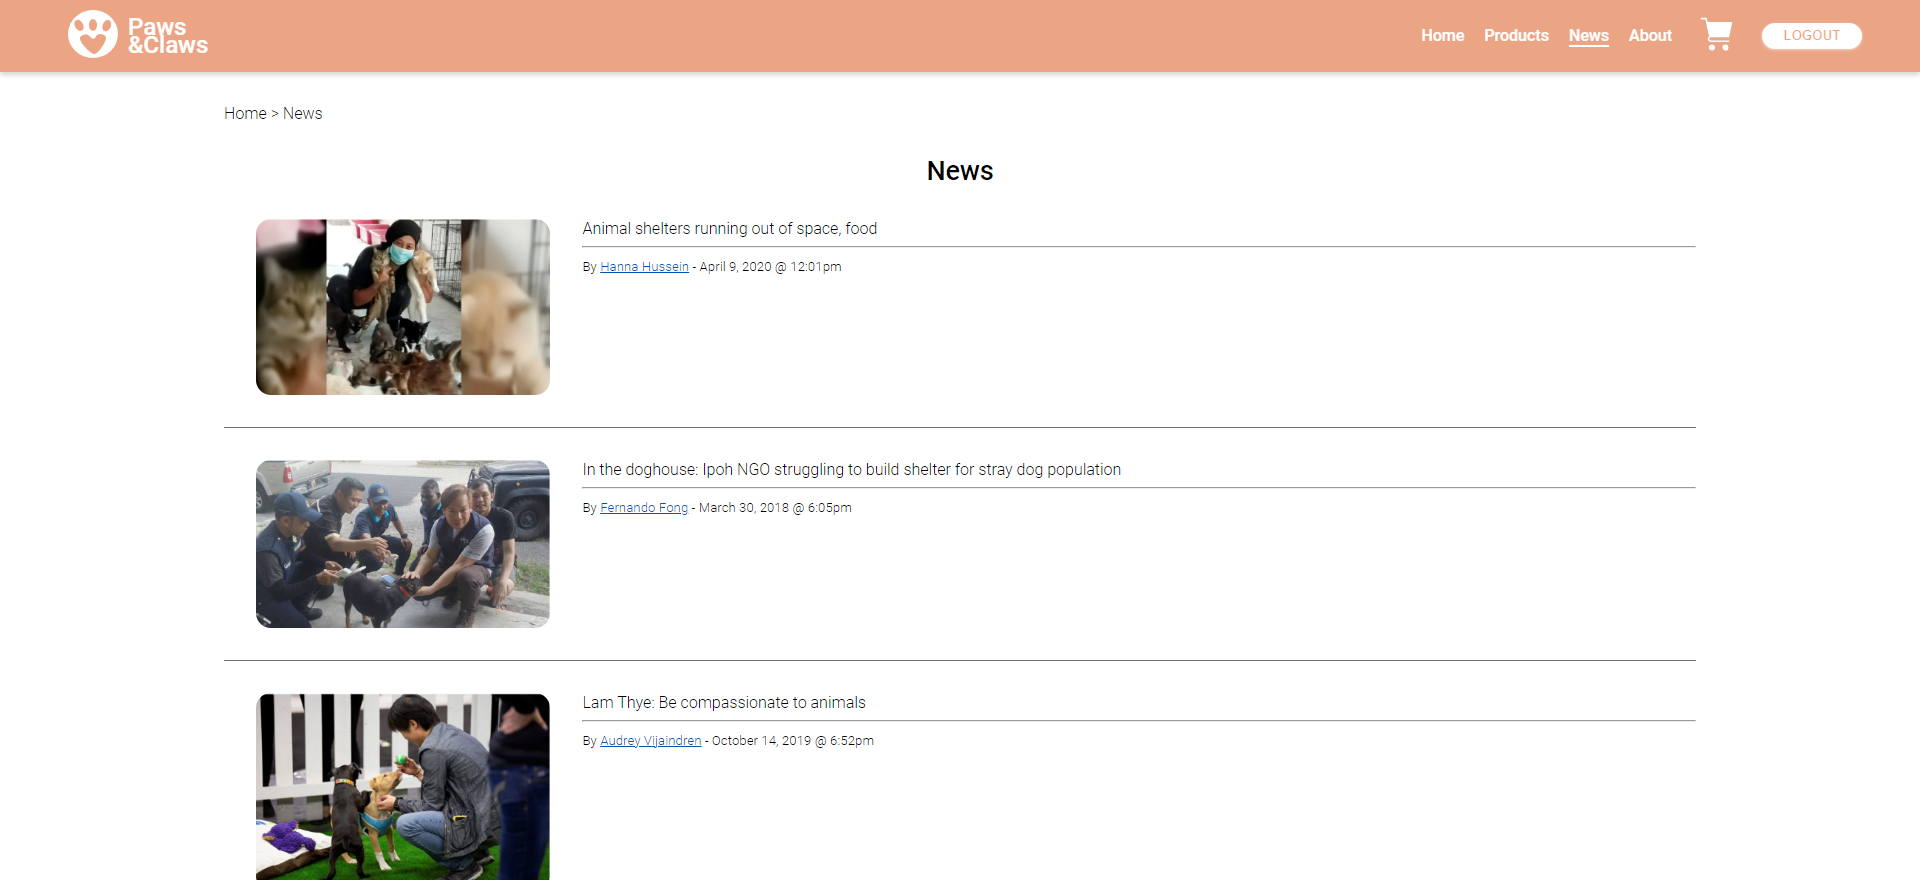 Paws
&Claws
Home Products News About LOGOUT
Home > News
News
Animal shelters running out of space, food
By Hanna Hussein - April 9, 2020 @ 12:01pm
In the doghouse: Ipoh NGO struggling to build shelter for stray dog population
By Fernando Fong - March 30, 2018 @ 6:05pm
Lam Thye: Be compassionate to animals
By Audrey Vijaindren - October 14, 2019 @ 6:52pm